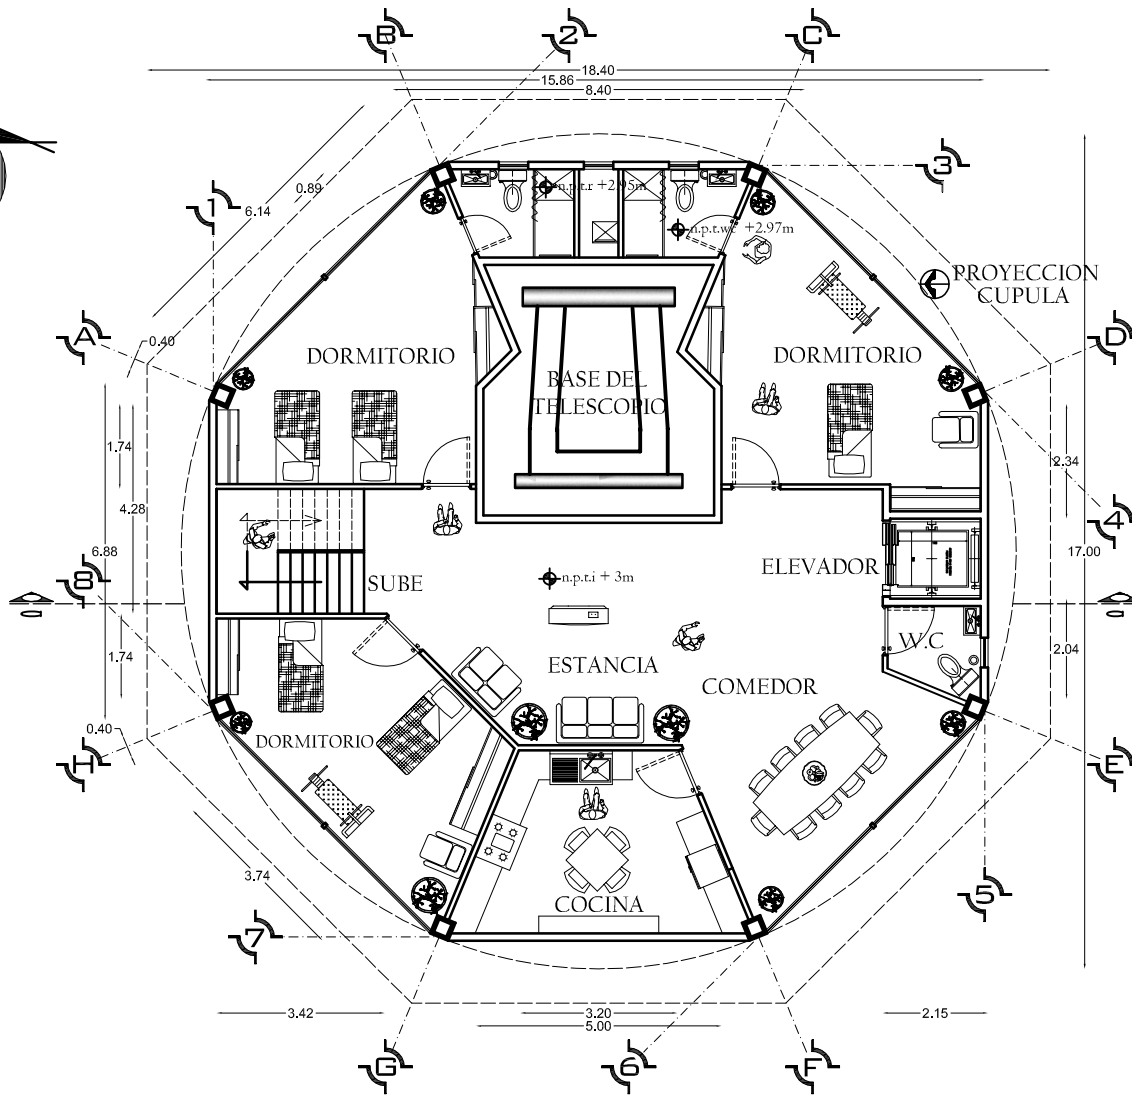 B
2
C
18.40
15.86
8.40
3
0.89
n.p.t.r +2.95m
1
6.14
n.p.t.wc +2.97m
PROYECCION
CUPULA
A
0.40
D
DORMITORIO
DORMITORIO
BASE DEL
TELESCOPIO
1.74
2.34
4.28
4
6.88
17.00
8
SUBE
n.p.t.i + 3m
ELEVADOR
W.C
1.74
ESTANCIA
2.04
COMEDOR
0.40
DORMITORIO
H
E
3.74
COCINA
5
7
3.42
3.20
2.15
5.00
G
6
F